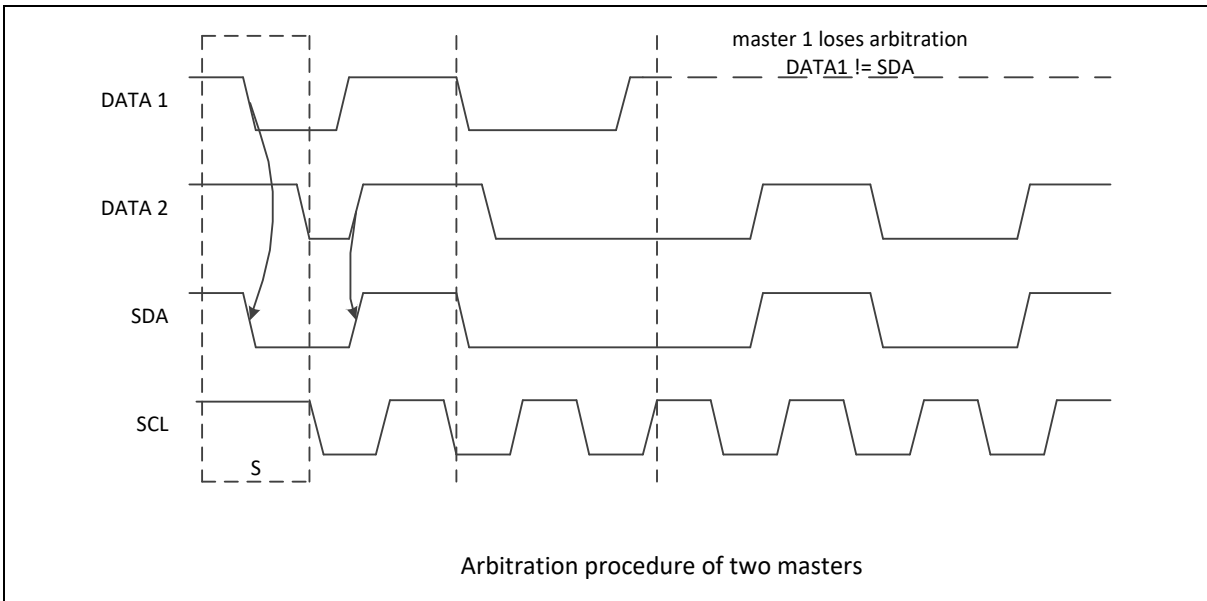 master 1 loses arbitration
DATA1 != SDA
DATA 1
DATA 2
SDA
SCL
S
Arbitration procedure of two masters